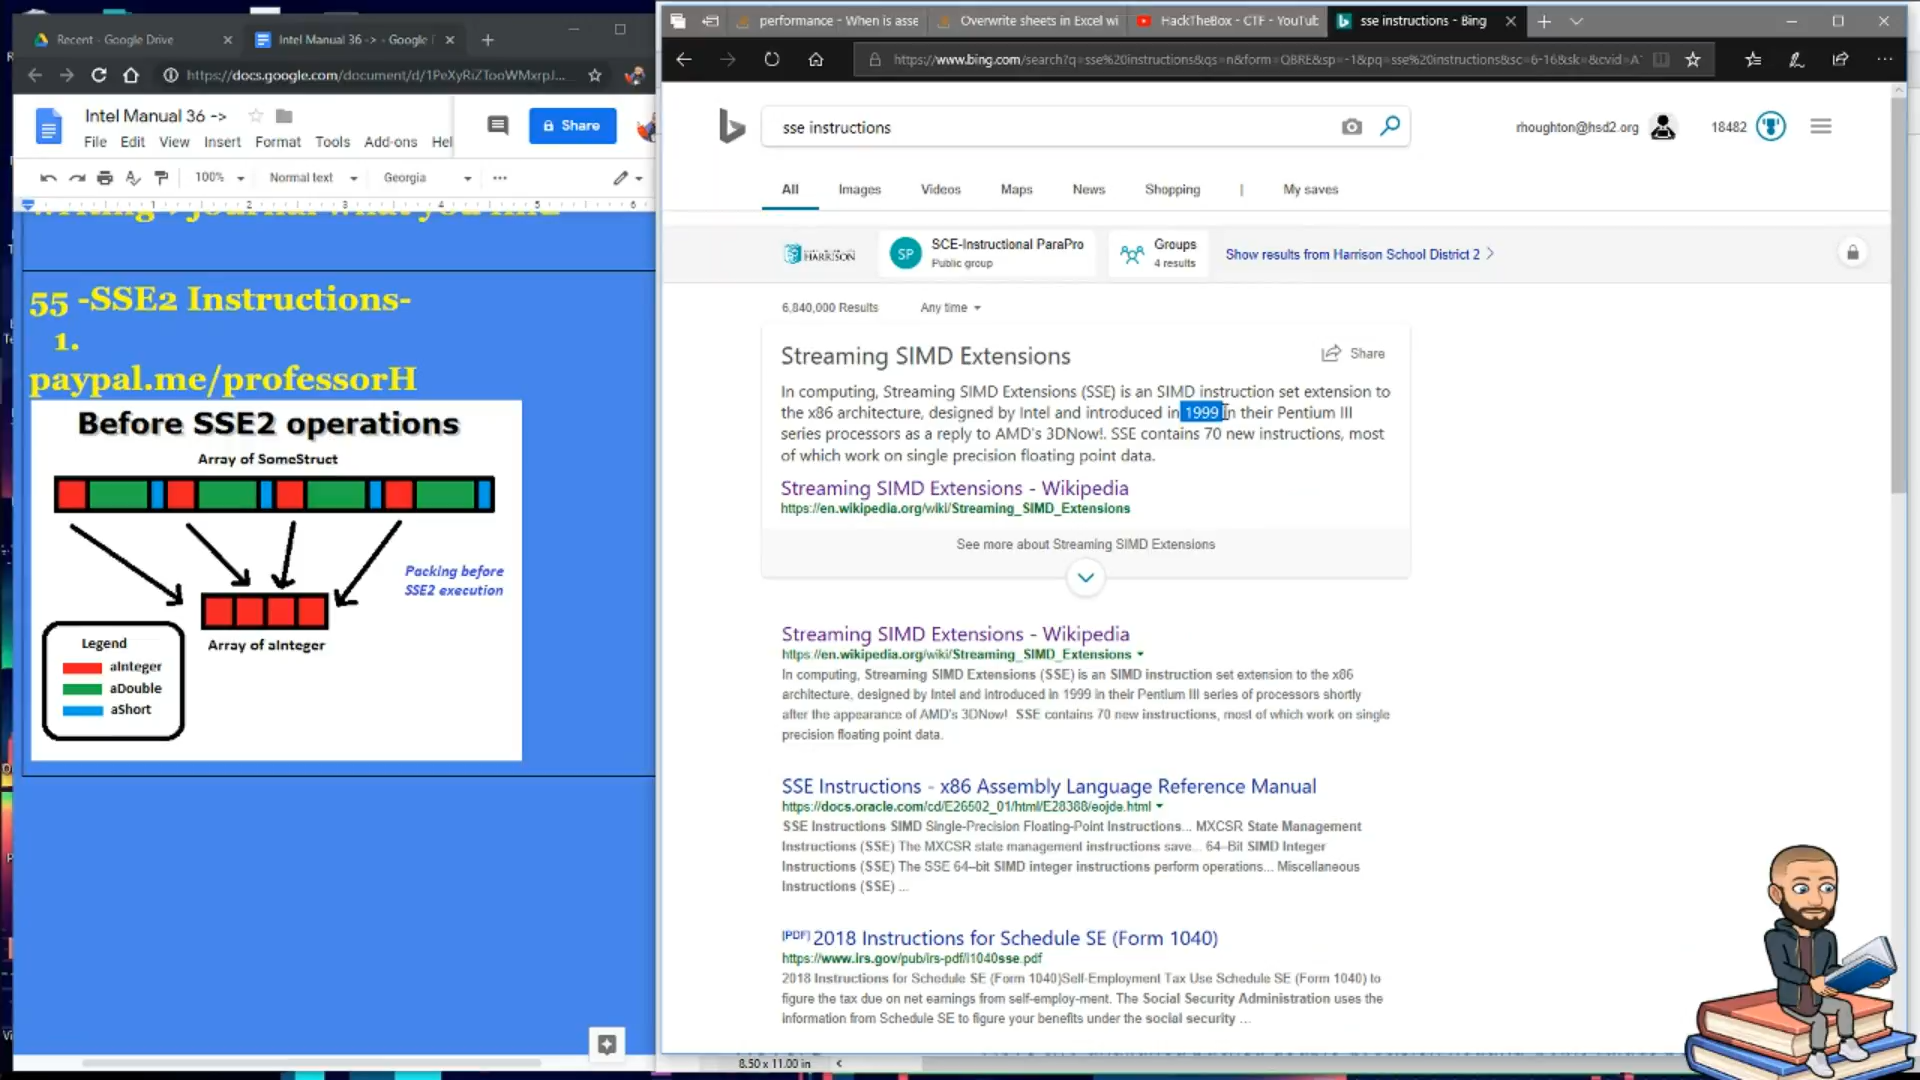 Recent - Google Drive
Intel Manual 36 -> - Google
https://docs.google.com/document/d/1PeXyRiZTooWMxrpJ...
Intel Manual 36 ->
Share
File Edit View Insert Format Tools Add-ons Hel
100% Normal text Georgia
1 2 3 4 5 6
55 -SSE2 Instructions-
1.
paypal.me/professorH
Before SSE2 operations
Array of SomeStruct
Packing before
SSE2 execution
Array of aInteger
Legend
aInteger
aDouble
aShort
performance - When is asse
Overwrite sheets in Excel wi
HackTheBox - CTF - YouTub
sse instructions - Bing
https://www.bing.com/search?q=sse%20instructions&qs=n&form=QBRE&sp=-1&pq=sse%20instructions&sc=6-16&sk=&cvid=A
sse instructions
rhoughton@hsd2.org
18482
All Images Videos Maps News Shopping | My saves
HARRISON
SP
SCE-Instructional ParaPro
Public group
Groups
4 results
Show results from Harrison School District 2
6,840,000 Results Any time
Streaming SIMD Extensions
Share
In computing, Streaming SIMD Extensions (SSE) is an SIMD instruction set extension to
the x86 architecture, designed by Intel and introduced in 1999 in their Pentium III
series processors as a reply to AMD's 3DNow!. SSE contains 70 new instructions, most
of which work on single precision floating point data.
Streaming SIMD Extensions - Wikipedia
https://en.wikipedia.org/wiki/Streaming_SIMD_Extensions
See more about Streaming SIMD Extensions
Streaming SIMD Extensions - Wikipedia
https://en.wikipedia.org/wiki/Streaming_SIMD_Extensions
In computing, Streaming SIMD Extensions (SSE) is an SIMD instruction set extension to the x86
architecture, designed by Intel and introduced in 1999 in their Pentium III series of processors shortly
after the appearance of AMD's 3DNow! SSE contains 70 new instructions, most of which work on single
precision floating point data.
SSE Instructions - x86 Assembly Language Reference Manual
https://docs.oracle.com/cd/E26502_01/html/E28388/eojde.html
SSE Instructions SIMD Single-Precision Floating-Point Instructions... MXCSR State Management
Instructions (SSE) The MXCSR state management instructions save... 64–Bit SIMD Integer
Instructions (SSE) The SSE 64–bit SIMD integer instructions perform operations... Miscellaneous
Instructions (SSE) ...
[PDF] 2018 Instructions for Schedule SE (Form 1040)
https://www.irs.gov/pub/irs-pdf/i1040sse.pdf
2018 Instructions for Schedule SE (Form 1040)Self-Employment Tax Use Schedule SE (Form 1040) to
figure the tax due on net earnings from self-employ-ment. The Social Security Administration uses the
information from Schedule SE to figure your benefits under the social security ...
8.50 x 11.00 in